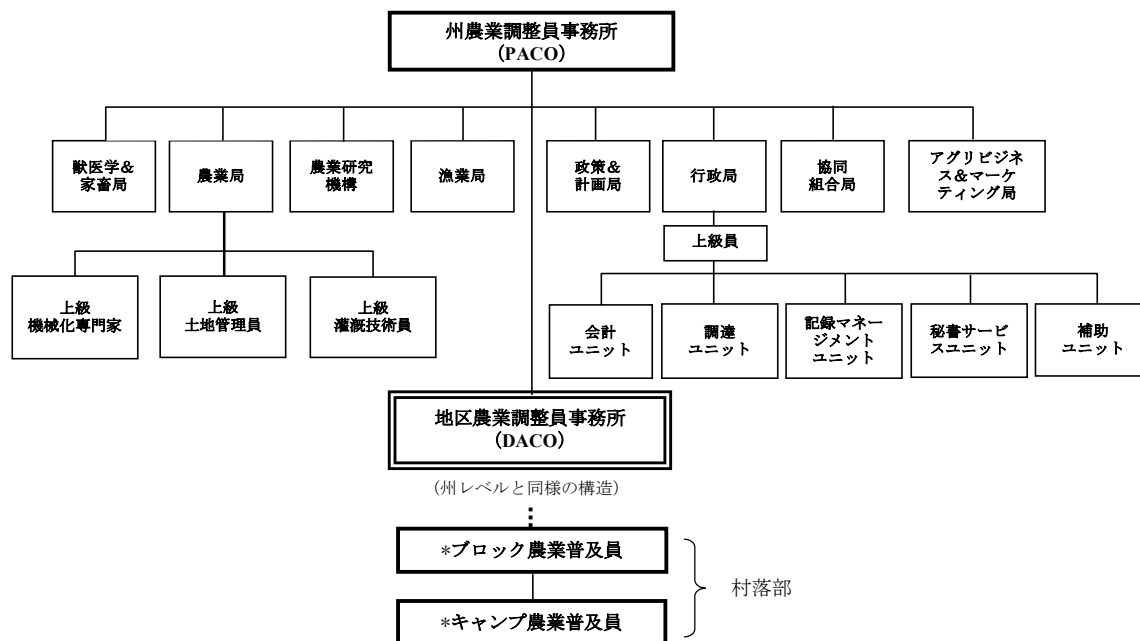 州農業調整員事務所
(PACO)
獣医学&
家畜局
農業局
農業研究
機構
漁業局
政策&
計画局
行政局
協同
組合局
アグリビジネ
ス&マーケ
ティング局
上級員
上級
機械化専門家
上級
土地管理員
上級
灌漑技術員
会計
ユニット
調達
ユニット
記録マネー
ジメント
ユニット
秘書サービ
スユニット
補助
ユニット
地区農業調整員事務所
(DACO)
(州レベルと同様の構造)
*ブロック農業普及員
村落部
*キャンプ農業普及員